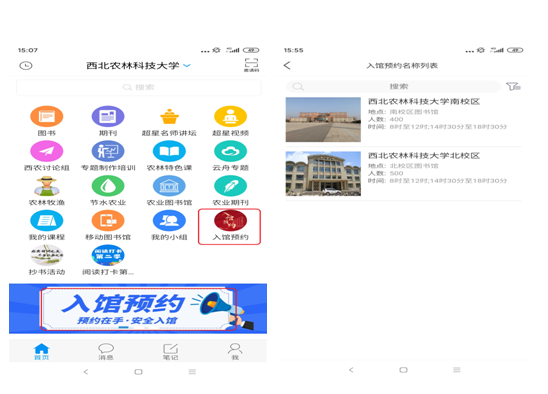 15:07
西北农林科技大学
邀请码
搜索
图书
期刊
超星名师讲坛
超星视频
西农讨论组
专题制作培训
农林特色课
云舟专题
农林牧渔
节水农业
农业图书馆
农业期刊
我的课程
移动图书馆
我的小组
入馆预约
抄书活动
阅读打卡
第二季
阅读打卡第...
入馆预约
预约在手·安全入馆
首页
消息
笔记
我
15:55
入馆预约名称列表
搜索
西北农林科技大学南校区
地点: 南校区图书馆
人数: 400
时间: 8时至12时;14时30分至18时30分
西北农林科技大学北校区
地点: 北校区图书馆
人数: 500
时间: 8时至12时;14时30分至18时30分